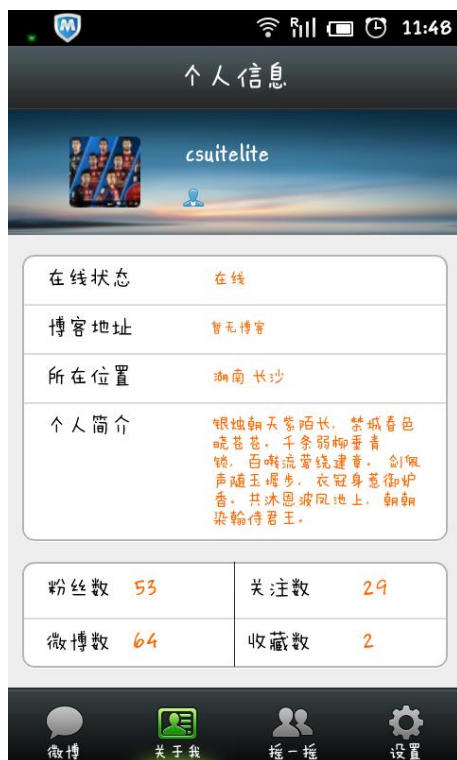 11:48
个人信息
csuitelite
在线状态 在线
博客地址 暂无博客
所在位置 湖南 长沙
个人简介 银烛朝天紫陌长,禁城春色
晓苍苍。千条弱柳垂青
锁,百啭流莺绕建章。剑佩
声随玉墀步,衣冠身惹御炉
香。共沐恩波凤池上,朝朝
染翰侍君王。
粉丝数 53 关注数 29
微博数 64 收藏数 2
微博 关于我 摇一摇 设置